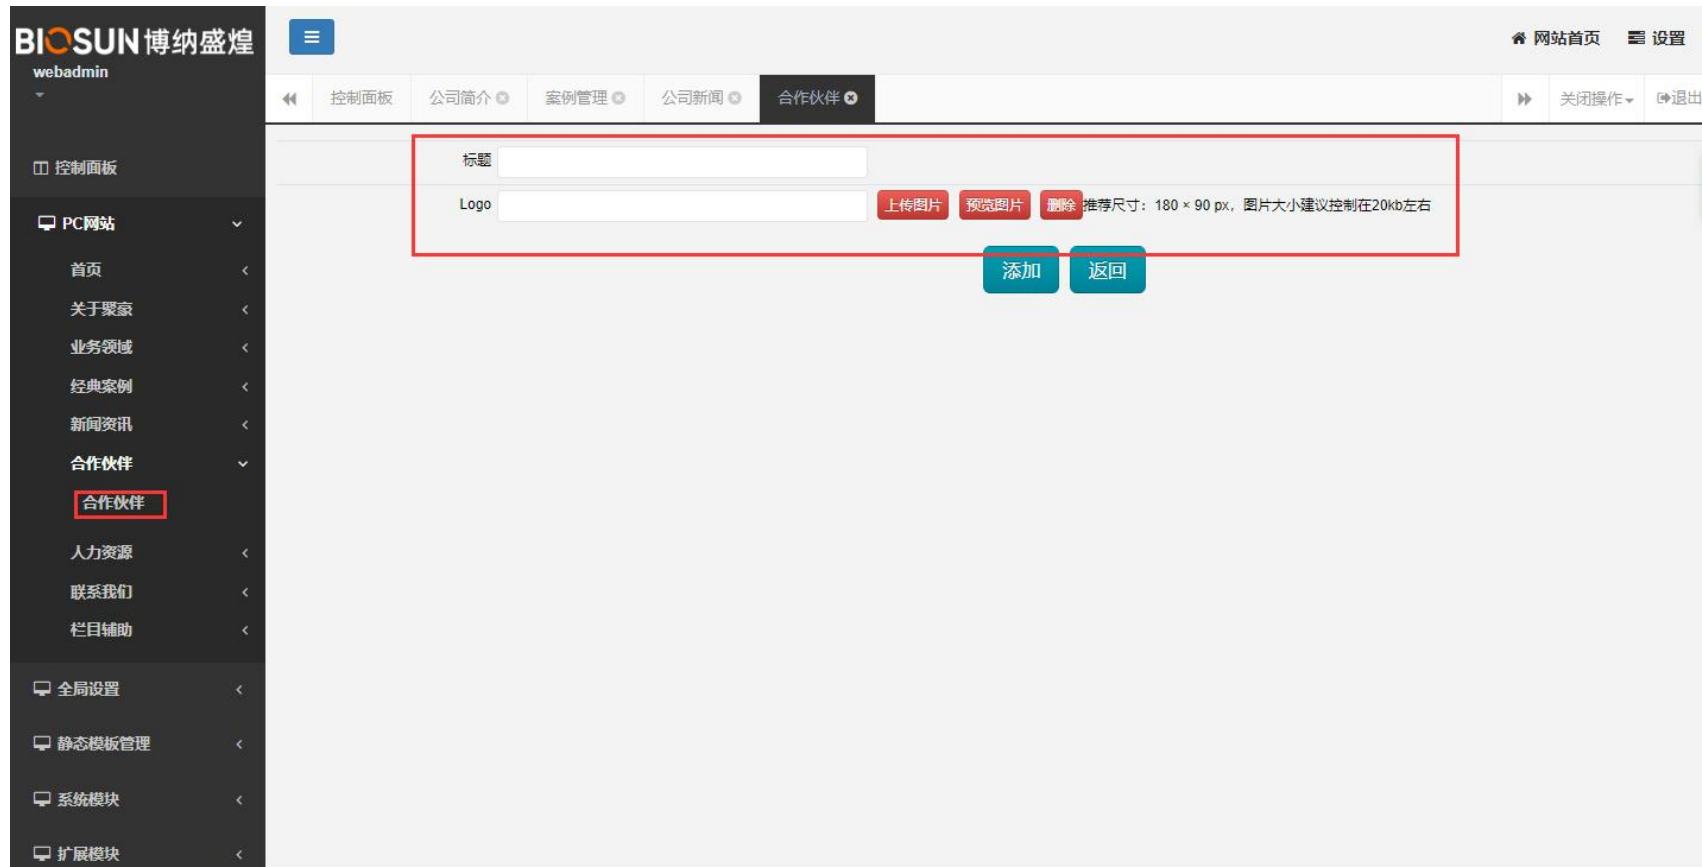 BIOSUN博纳盛煌
webadmin
网站首页 设置
控制面板 公司简介 案例管理 公司新闻 合作伙伴 关闭操作 退出
控制面板
PC网站
首页
关于聚豪
业务领域
经典案例
新闻资讯
合作伙伴
合作伙伴
人力资源
联系我们
栏目辅助
全局设置
静态模板管理
系统模块
扩展模块
标题
Logo 上传图片 预览图片 删除 推荐尺寸：180 × 90 px，图片大小建议控制在20kb左右
添加 返回